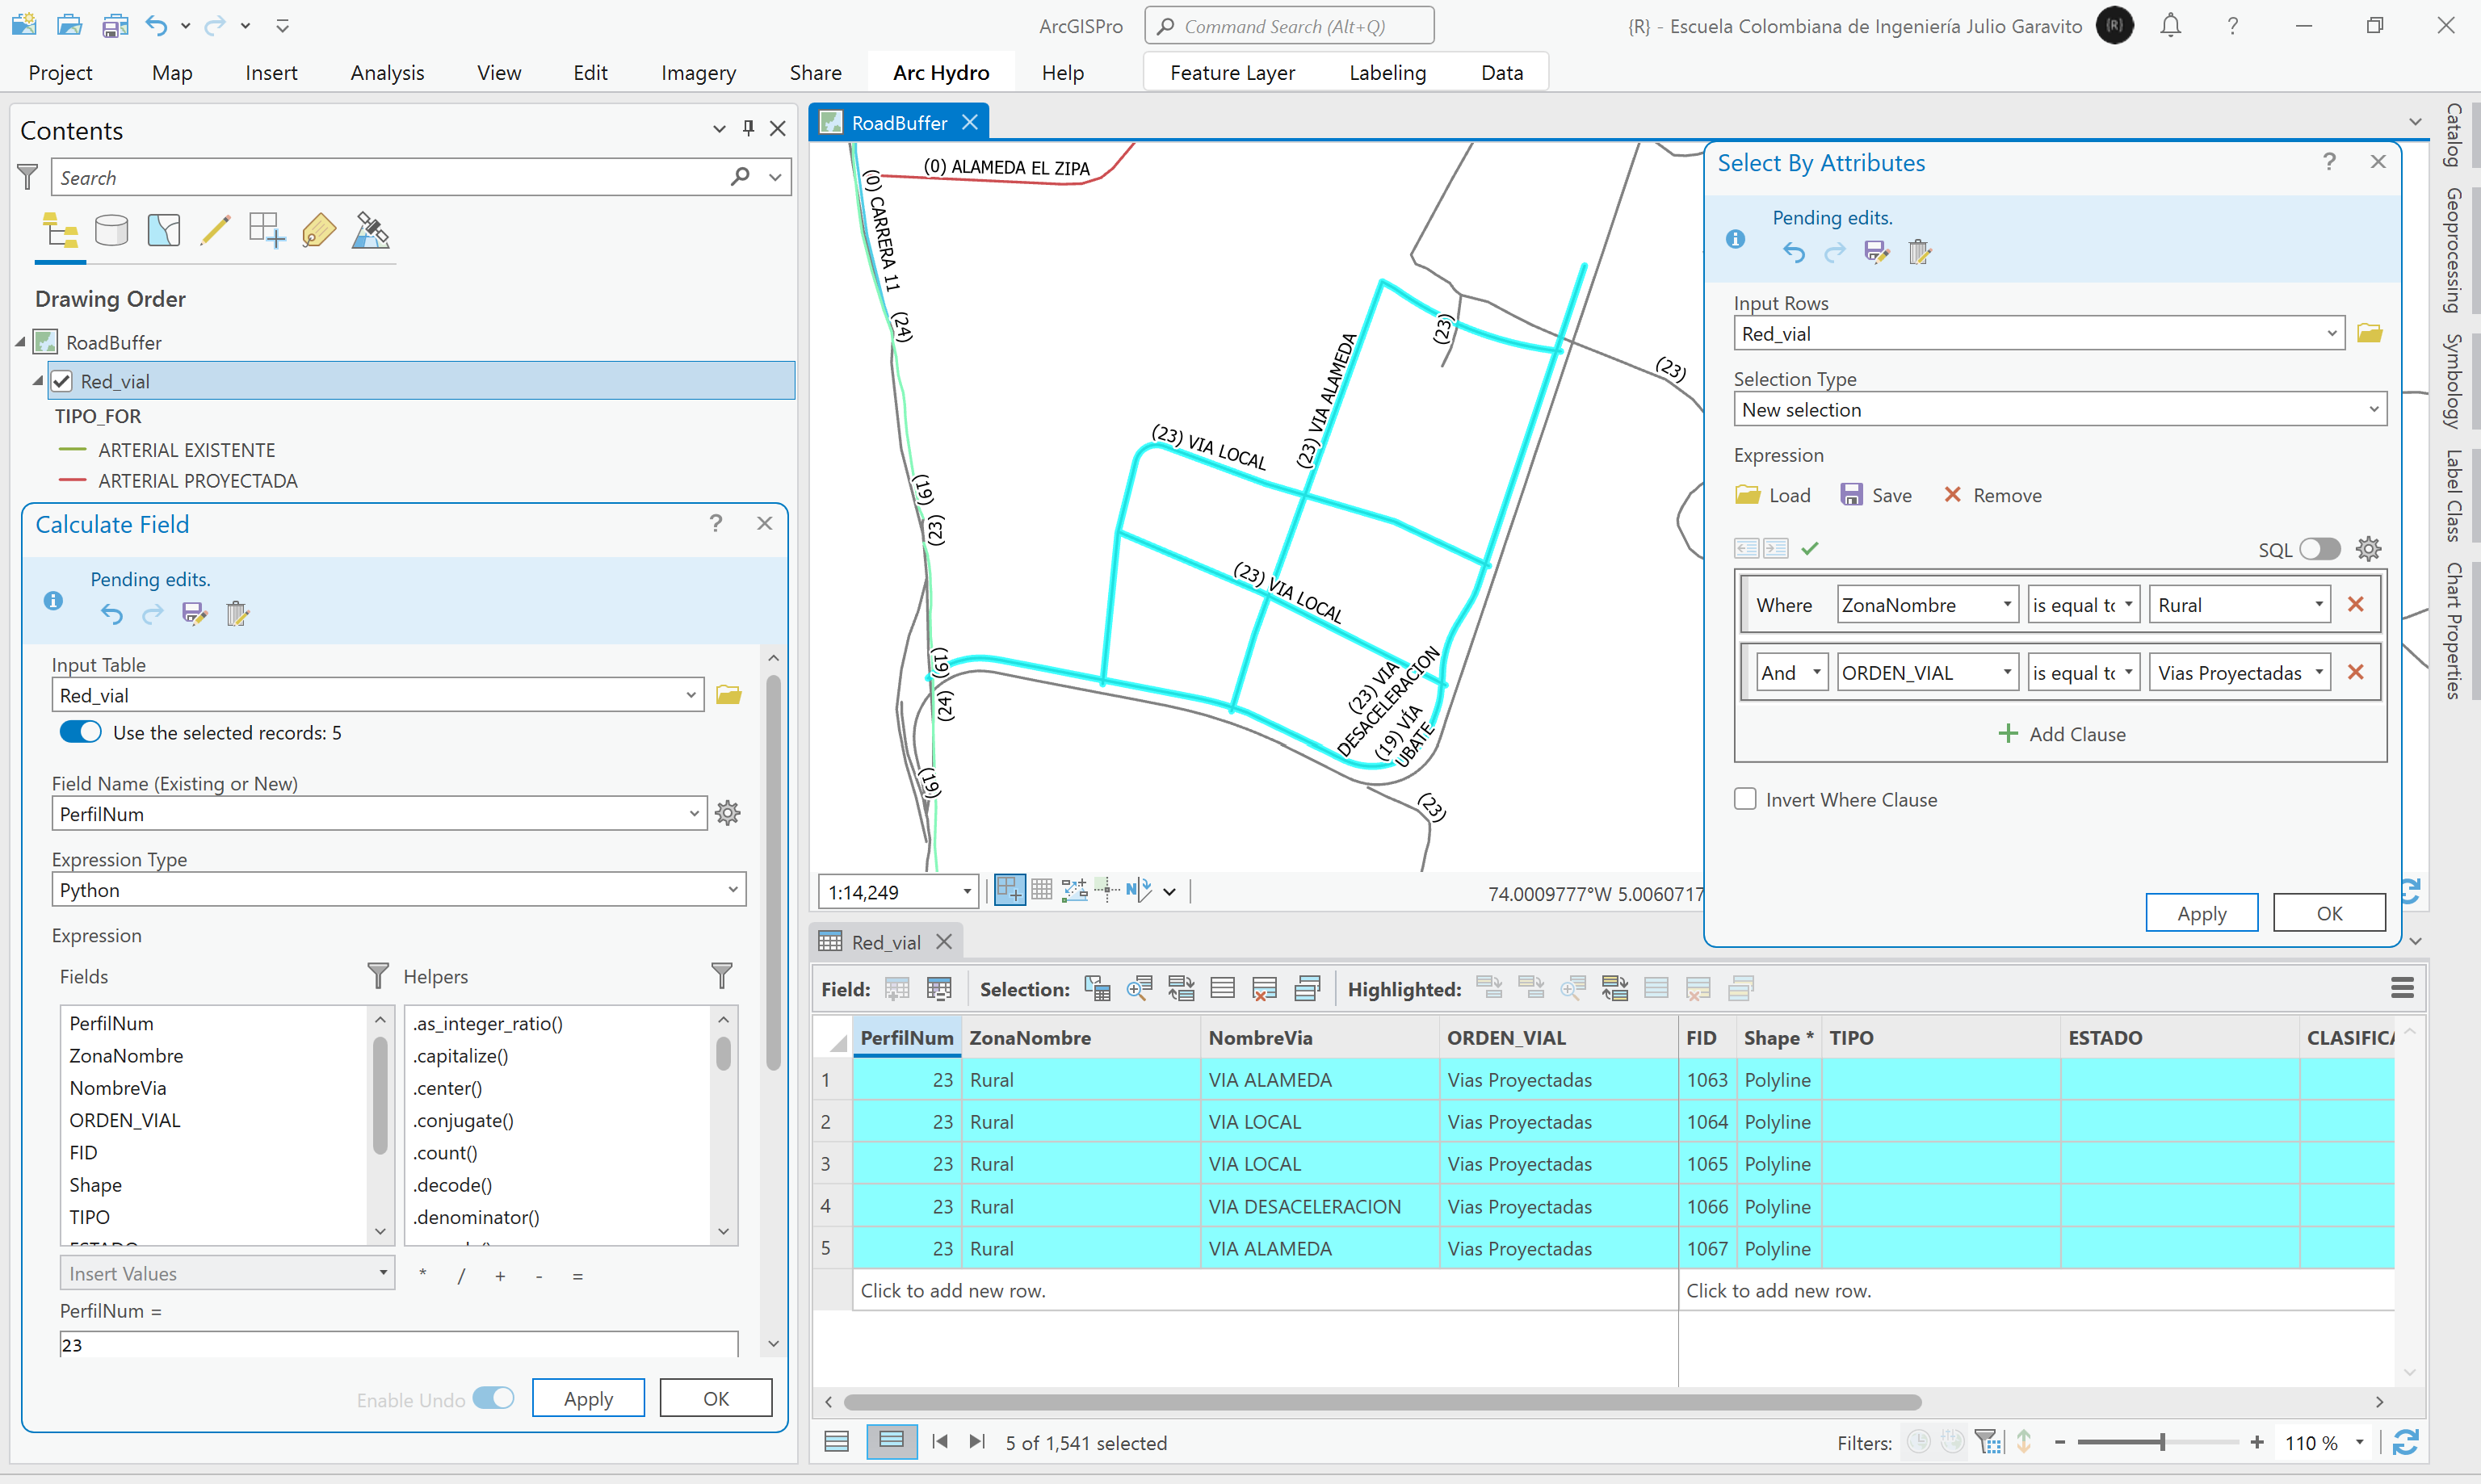 ArcGISPro
Command Search (Alt+Q)
{R} - Escuela Colombiana de Ingeniería Julio Garavito
{R}
Project Map Insert Analysis View Edit Imagery Share Arc Hydro Help Feature Layer Labeling Data
Contents
Search
Drawing Order
RoadBuffer
Red_vial
TIPO_FOR
ARTERIAL EXISTENTE
ARTERIAL PROYECTADA
Calculate Field
?
Pending edits.
Input Table
Red_vial
Use the selected records: 5
Field Name (Existing or New)
PerfilNum
Expression Type
Python
Expression
Fields
Helpers
PerfilNum
ZonaNombre
NombreVia
ORDEN_VIAL
FID
Shape
TIPO
ESTADO
.as_integer_ratio()
.capitalize()
.center()
.conjugate()
.count()
.decode()
.denominator()
Insert Values
* / + - =
PerfilNum =
23
Enable Undo
Apply
OK
RoadBuffer
(0) ALAMEDA EL ZIPA
(0) CARRERA 11
(24)
(23)
(23)
(23) VIA ALAMEDA
(23) VIA LOCAL
(19)
(23)
(23) VIA LOCAL
(19)
(24)
(23) VIA
DESACELERACION
(19) VÍA
UBATE
(19)
(23)
1:14,249
74.0009777°W 5.0060717
Select By Attributes
?
Pending edits.
Input Rows
Red_vial
Selection Type
New selection
Expression
Load Save Remove
SQL
Where ZonaNombre is equal to Rural
And ORDEN_VIAL is equal to Vias Proyectadas
Add Clause
Invert Where Clause
Apply
OK
Catalog
Geoprocessing
Symbology
Label Class
Chart Properties
Red_vial
Field: Selection: Highlighted:
PerfilNum ZonaNombre NombreVia ORDEN_VIAL FID Shape * TIPO ESTADO CLASIFICA
1 23 Rural VIA ALAMEDA Vias Proyectadas 1063 Polyline
2 23 Rural VIA LOCAL Vias Proyectadas 1064 Polyline
3 23 Rural VIA LOCAL Vias Proyectadas 1065 Polyline
4 23 Rural VIA DESACELERACION Vias Proyectadas 1066 Polyline
5 23 Rural VIA ALAMEDA Vias Proyectadas 1067 Polyline
Click to add new row. Click to add new row.
5 of 1,541 selected
Filters:
110 %